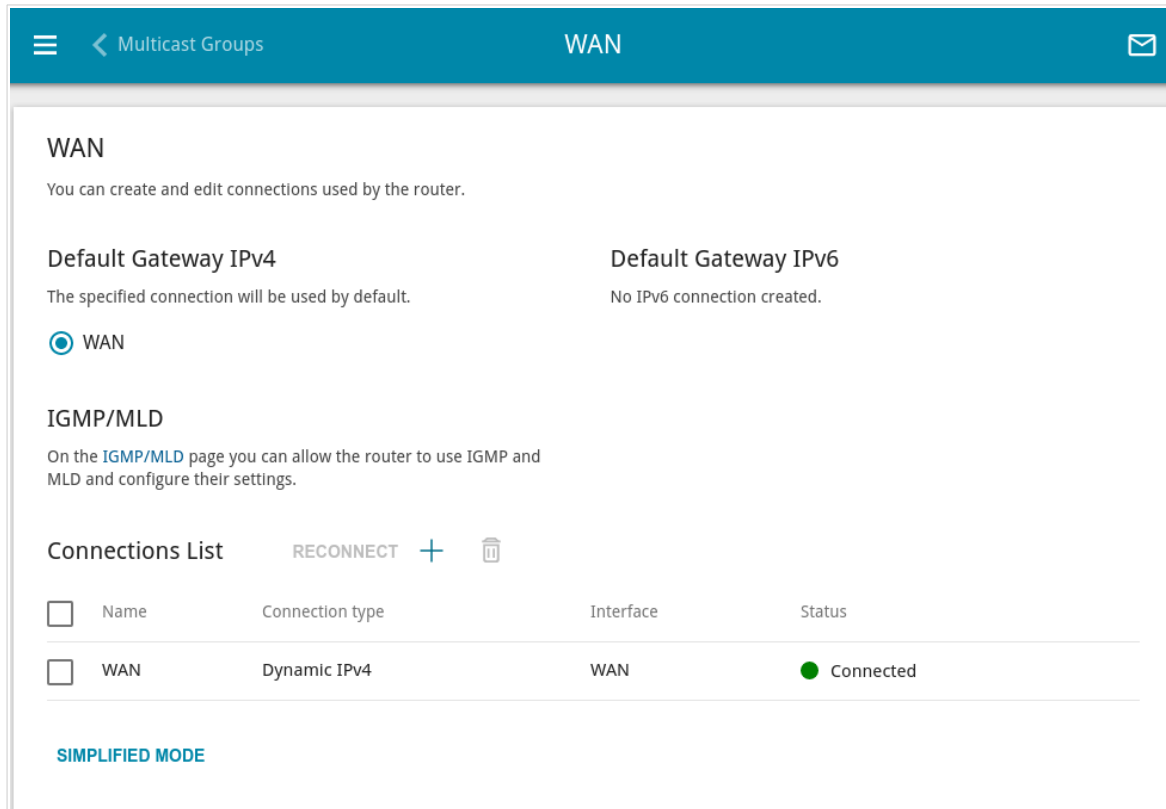 Multicast Groups
WAN
WAN
You can create and edit connections used by the router.
Default Gateway IPv4
The specified connection will be used by default.
WAN
Default Gateway IPv6
No IPv6 connection created.
IGMP/MLD
On the IGMP/MLD page you can allow the router to use IGMP and
MLD and configure their settings.
Connections List RECONNECT
Name Connection type Interface Status
WAN Dynamic IPv4 WAN Connected
SIMPLIFIED MODE